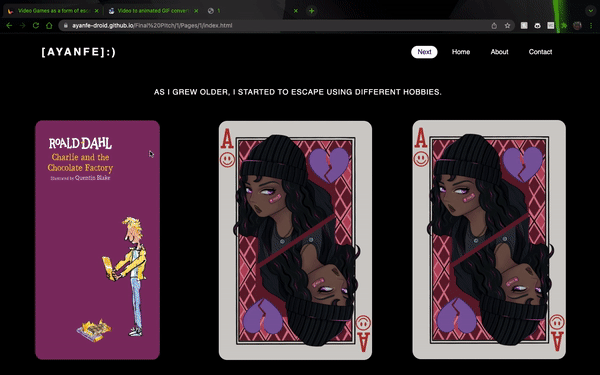 Video Games as a form of esc
Video to animated GIF conver
1
ayanfe-droid.github.io/Final%20Pitch/1/Pages/1/index.html
[AYANFE]:)
Next
Home
About
Contact
AS I GREW OLDER, I STARTED TO ESCAPE USING DIFFERENT HOBBIES.
ROALD DAHL
Charlie and the
Chocolate Factory
Illustrated by Quentin Blake
A
A
A
A